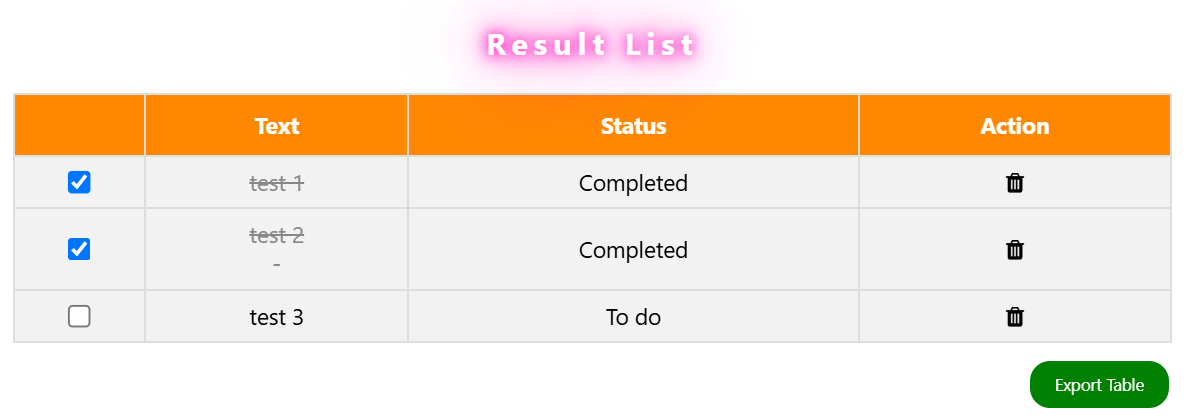 Result List
Text Status Action
test 1 Completed
test 2 Completed
-
test 3 To do
Export Table